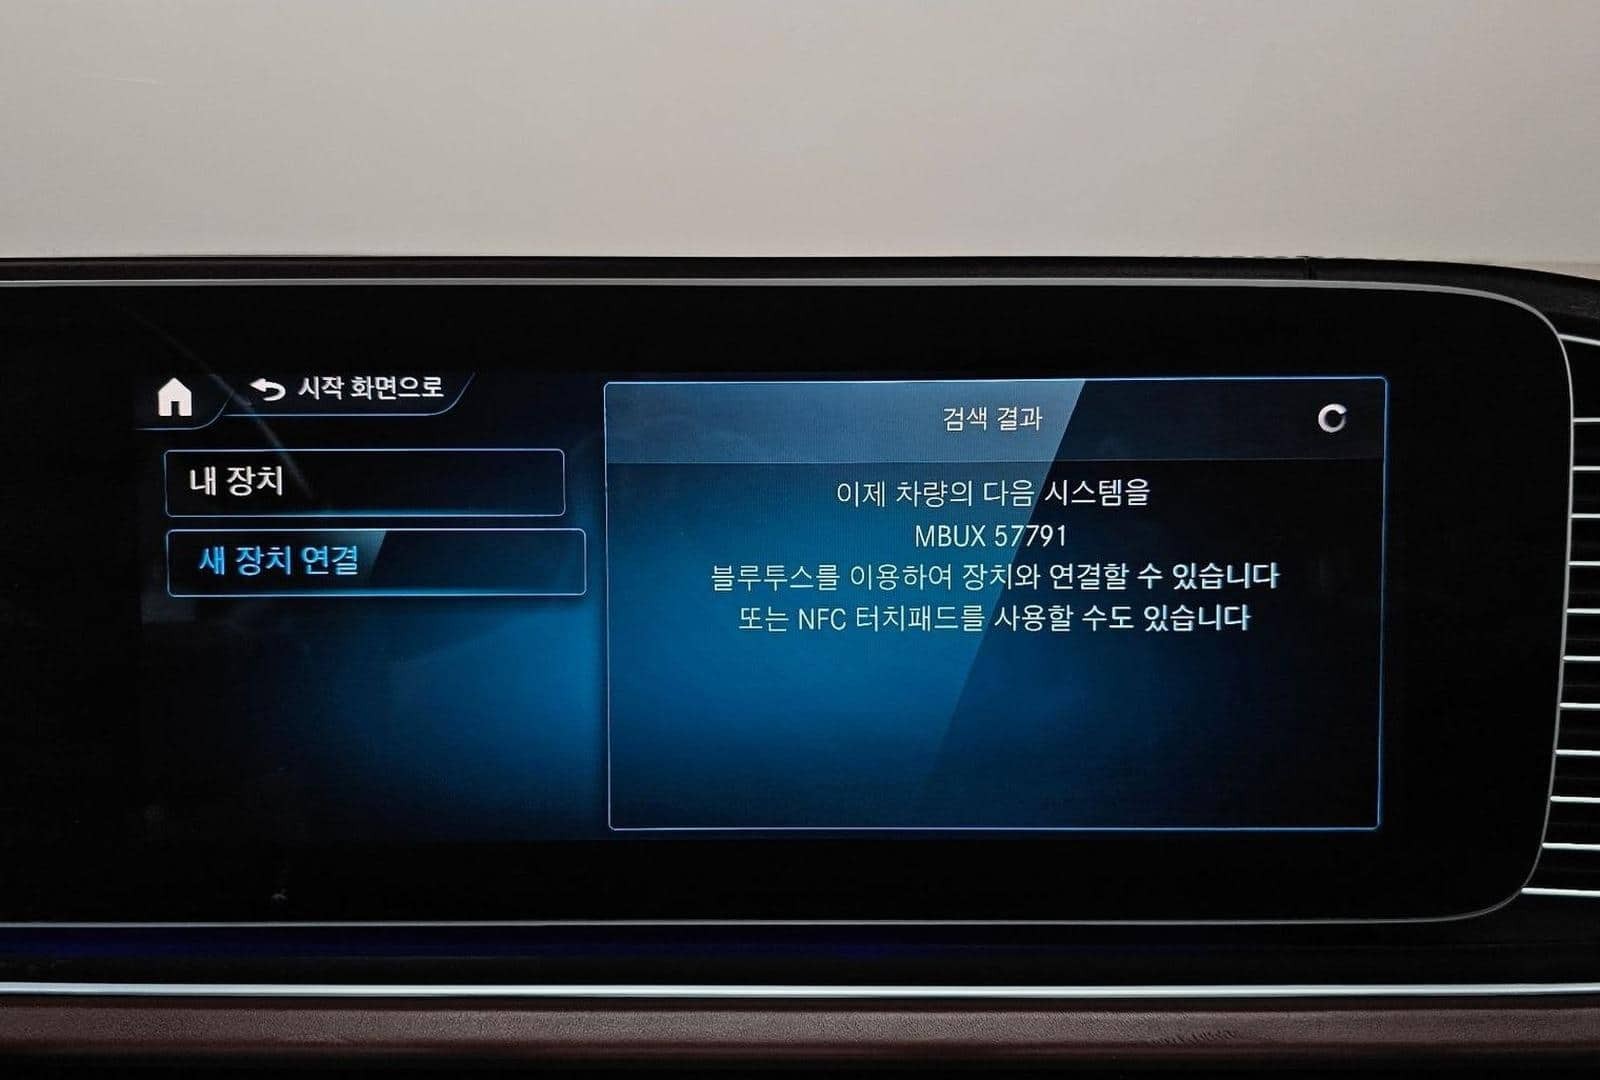 시작 화면으로
내 장치
새 장치 연결
검색 결과
이제 차량의 다음 시스템을
MBUX 57791
블루투스를 이용하여 장치와 연결할 수 있습니다
또는 NFC 터치패드를 사용할 수도 있습니다